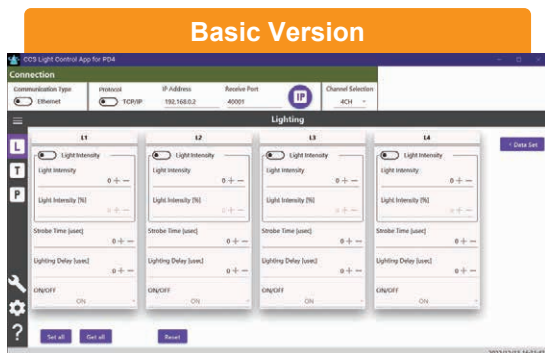 Basic Version
CCS Light Control App for PD4
Connection
Communication Type Protocol IP Address Receive Port Channel Selection
Ethernet TCP/IP 192.168.0.2 40001 IP 4CH
Lighting
L1 L2 L3 L4
+ Data Set
L
T
P
Light Intensity Light Intensity Light Intensity Light Intensity
Light Intensity Light Intensity Light Intensity Light Intensity
0 + − 0 + − 0 + − 0 + −
Light Intensity [%] Light Intensity [%] Light Intensity [%] Light Intensity [%]
0 + − 0 + − 0 + − 0 + −
Strobe Time [usec] Strobe Time [usec] Strobe Time [usec] Strobe Time [usec]
0 + − 0 + − 0 + − 0 + −
Lighting Delay [usec] Lighting Delay [usec] Lighting Delay [usec] Lighting Delay [usec]
0 + − 0 + − 0 + − 0 + −
ON/OFF ON/OFF ON/OFF ON/OFF
ON ON ON ON
?
Set all Get all Reset